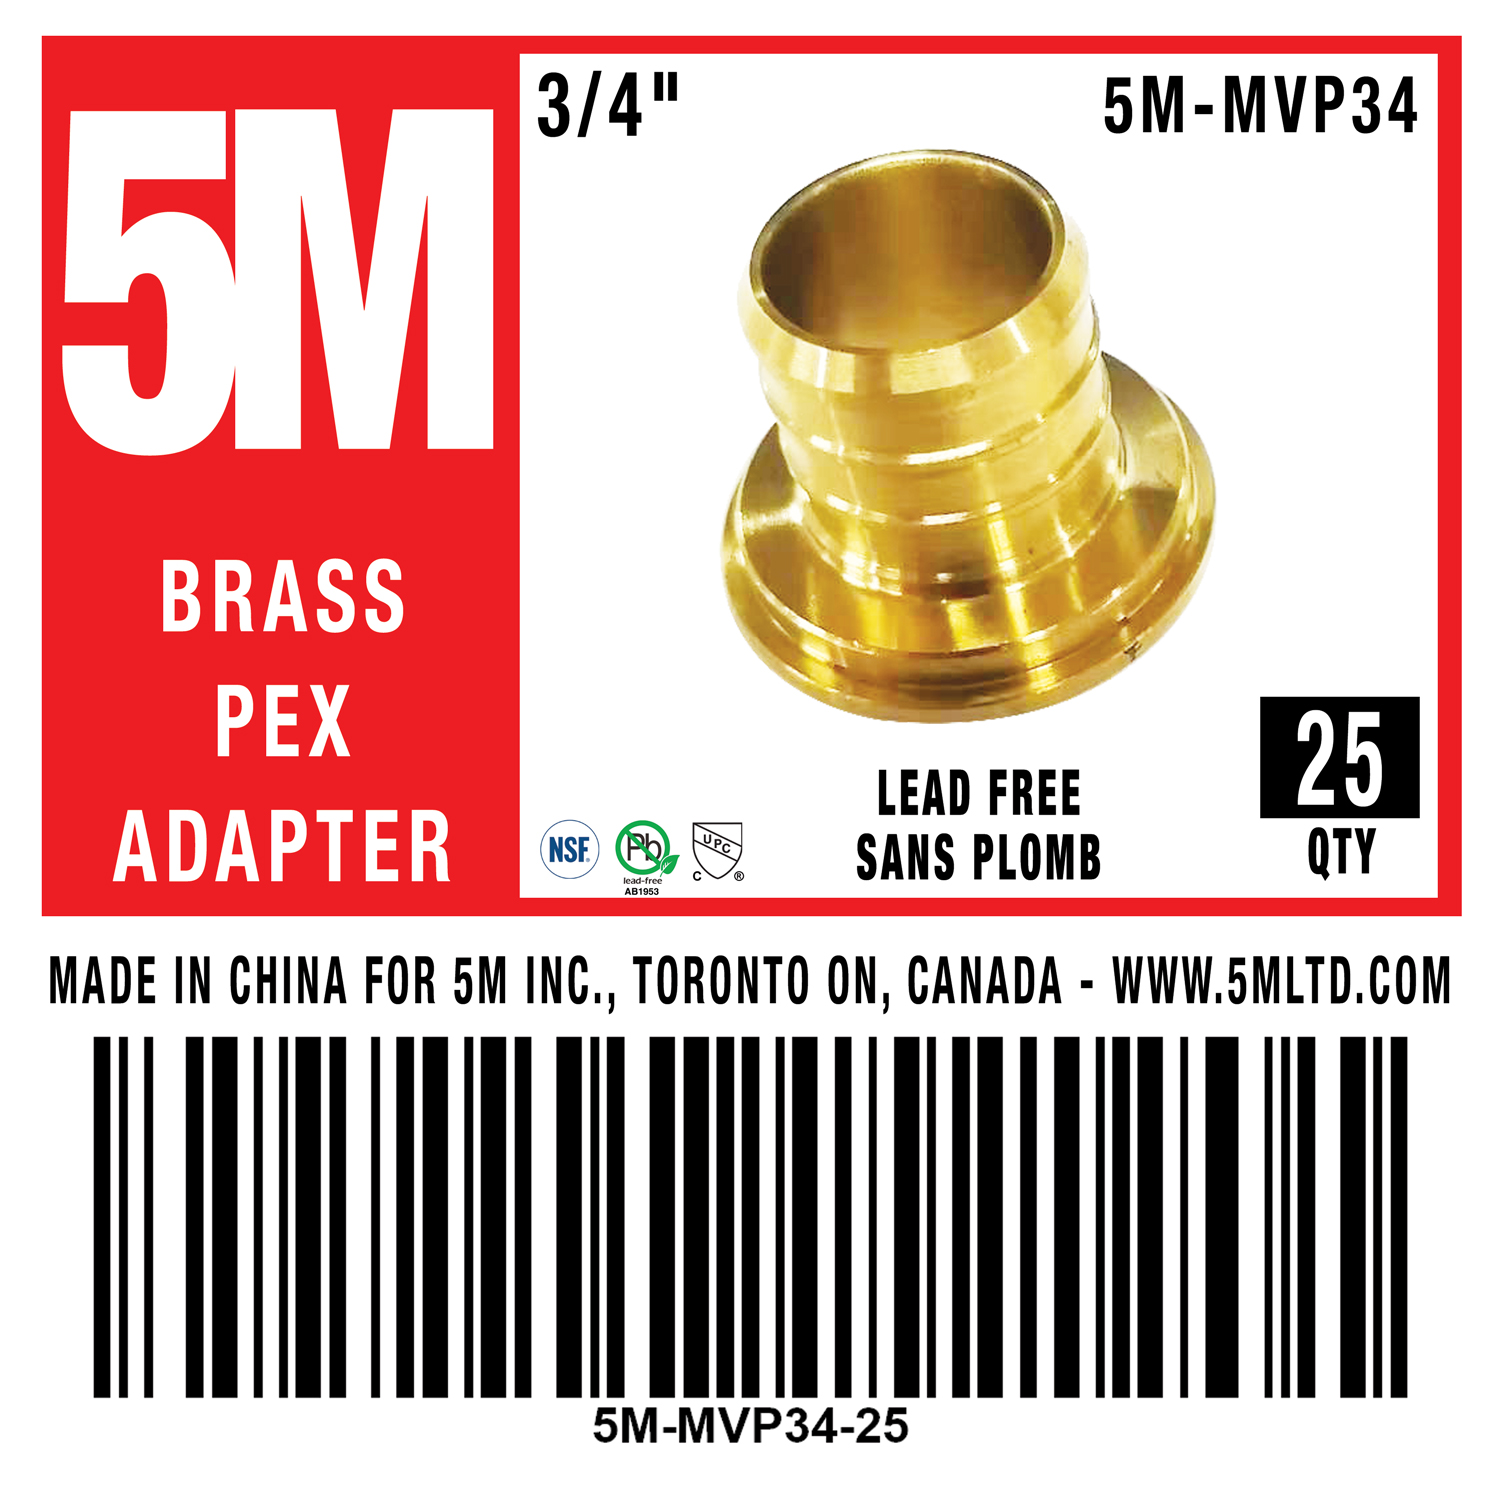 5M
BRASS
PEX
ADAPTER
3/4"
5M-MVP34
NSF®
Pb
lead-free
AB1953
UPC
C ®
LEAD FREE
SANS PLOMB
25
QTY
MADE IN CHINA FOR 5M INC., TORONTO ON, CANADA - WWW.5MLTD.COM
5M-MVP34-25